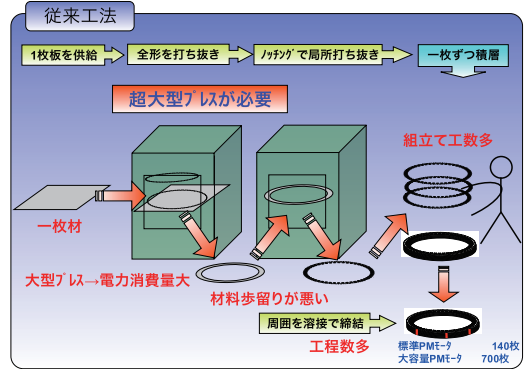 従来工法
1枚板を供給
全形を打ち抜き
ﾉｯﾁﾝｸﾞで局所打ち抜き
一枚ずつ積層
超大型ﾌﾟﾚｽが必要
組立て工数多
一枚材
大型ﾌﾟﾚｽ→電力消費量大
材料歩留りが悪い
周囲を溶接で締結
工程数多
標準PMﾓｰﾀ 140枚
大容量PMﾓｰﾀ 700枚